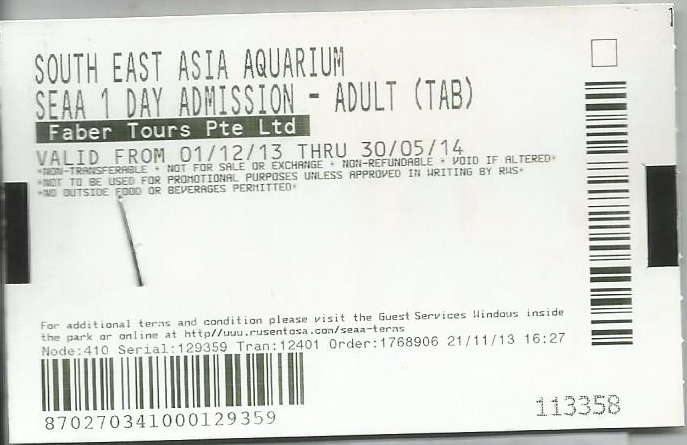 SOUTH EAST ASIA AQUARIUM
SEAA 1 DAY ADMISSION - ADULT (TAB)
Faber Tours Pte Ltd
VALID FROM 01/12/13 THRU 30/05/14
*NON-TRANSFERABLE * NOT FOR SALE OR EXCHANGE * NON-REFUNDABLE * VOID IF ALTERED*
*NOT TO BE USED FOR PROMOTIONAL PURPOSES UNLESS APPROVED IN WRITING BY RWS*
*NO OUTSIDE FOOD OR BEVERAGES PERMITTED*
For additional terms and condition please visit the Guest Services Windows inside
the park or online at http//www.rwsentosa.com/seaa-terms
Node:410 Serial:129359 Tran:12401 Order:1768906 21/11/13 16:27
870270341000129359
113358